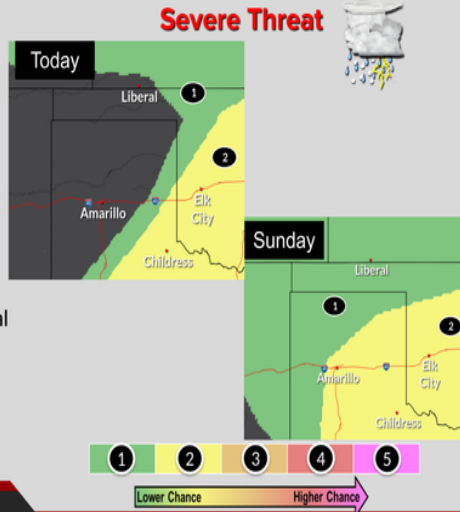 Severe Threat
Today
Liberal
1
2
Amarillo
Elk
City
Childress
Sunday
Liberal
1
2
Amarillo
Elk
City
Childress
al
1 2 3 4 5
Lower Chance Higher Chance